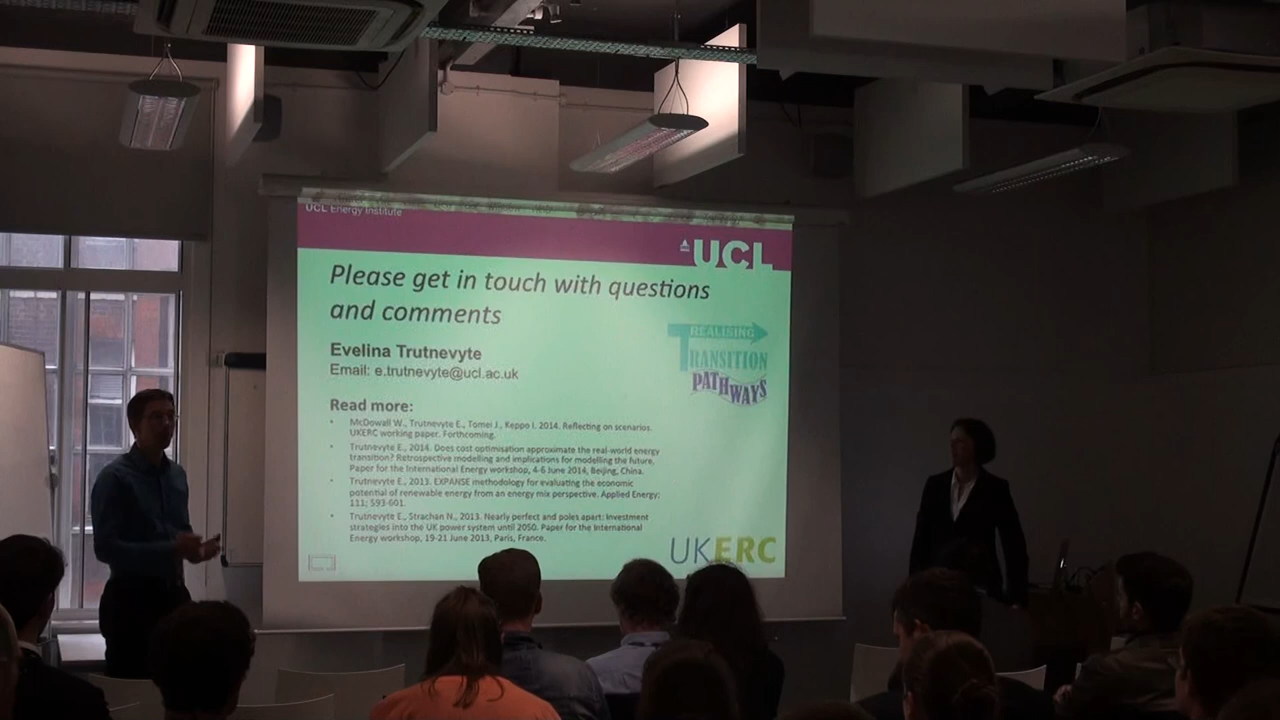 UCL Energy Institute
UCL
Please get in touch with questions
and comments
REALISING
TRANSITION
PATHWAYS
Evelina Trutnevyte
Email: e.trutnevyte@ucl.ac.uk
Read more:
• McDowall W., Trutnevyte E., Tomei J., Keppo I. 2014. Reflecting on scenarios.
UKERC working paper. Forthcoming.
• Trutnevyte E., 2014. Does cost optimisation approximate the real-world energy
transition? Retrospective modelling and implications for modelling the future.
Paper for the International Energy workshop, 4-6 June 2014, Beijing, China.
• Trutnevyte E., 2013. EXPANSE methodology for evaluating the economic
potential of renewable energy from an energy mix perspective. Applied Energy;
111; 593-601.
• Trutnevyte E., Strachan N., 2013. Nearly perfect and poles apart: Investment
strategies into the UK power system until 2050. Paper for the International
Energy workshop, 19-21 June 2013, Paris, France.
UKERC